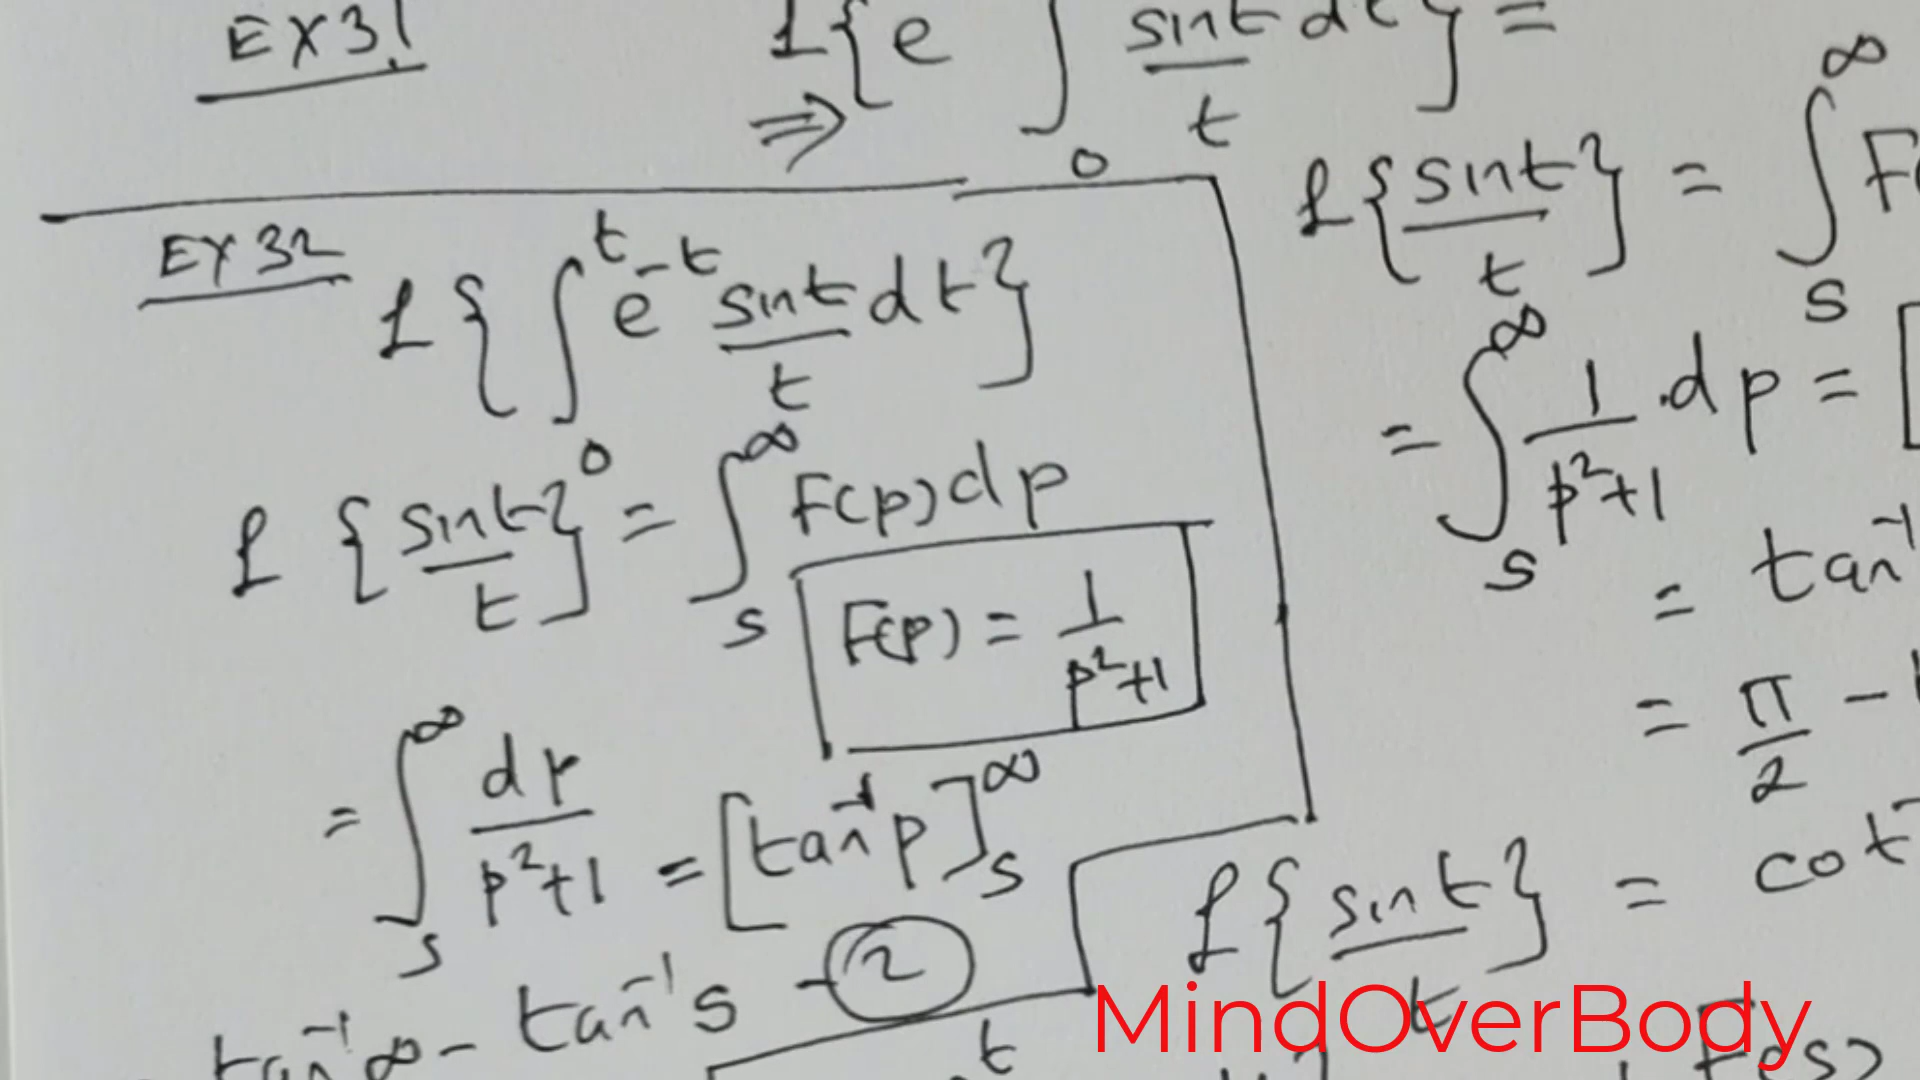 EX31
⇒ £{e ∫₀ sint/t dt} =
EX32
£{∫₀ᵗ e⁻ᵗ sint/t dt}
£{sint/t} = ∫ₛ^∞ F(p)dp
F(p) = 1/(p²+1)
= ∫ₛ^∞ dp/(p²+1) = [tan⁻¹p]ₛ^∞
tan⁻¹∞ - tan⁻¹s - ②
t
£{sint/t} = ∫ₛ^∞
= ∫ₛ^∞ 1/(p²+1) .dp = [
= tan⁻¹
= π/2 -
£{sint/t} = cot⁻
MindOverBody